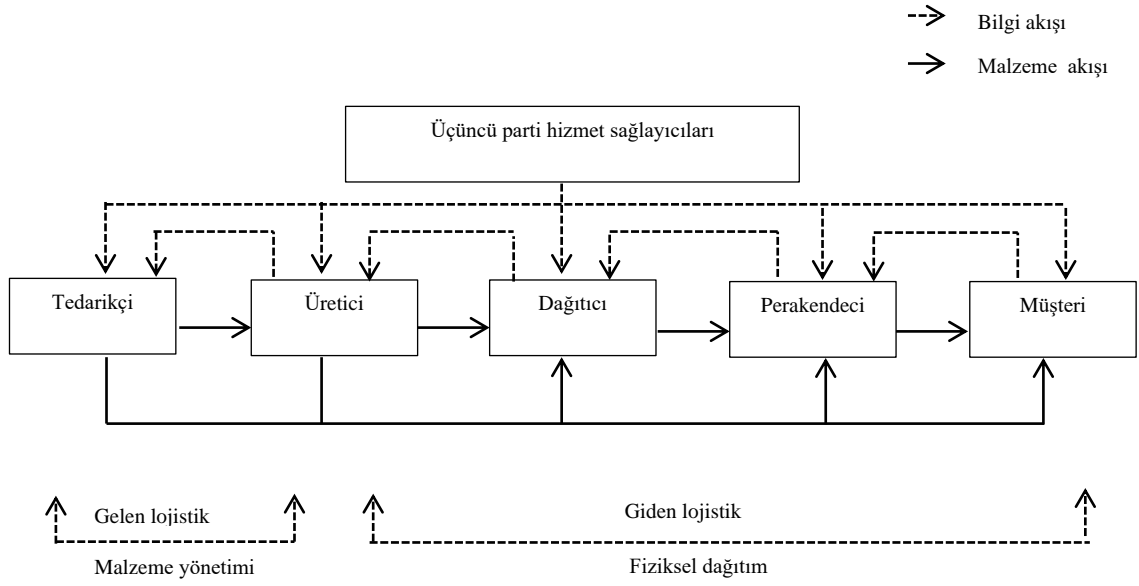 Bilgi akışı
Malzeme akışı
Üçüncü parti hizmet sağlayıcıları
Tedarikçi
Üretici
Dağıtıcı
Perakendeci
Müşteri
Gelen lojistik
Giden lojistik
Malzeme yönetimi
Fiziksel dağıtım